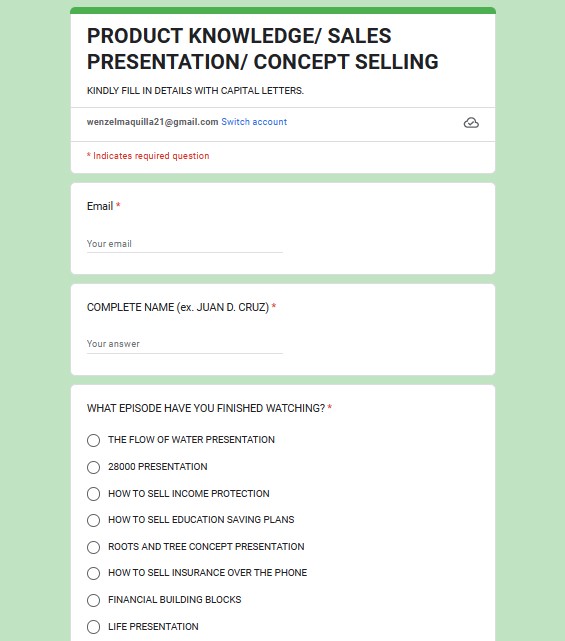 PRODUCT KNOWLEDGE/ SALES
PRESENTATION/ CONCEPT SELLING
KINDLY FILL IN DETAILS WITH CAPITAL LETTERS.
wenzelmaquilla21@gmail.com Switch account
* Indicates required question
Email *
Your email
COMPLETE NAME (ex. JUAN D. CRUZ) *
Your answer
WHAT EPISODE HAVE YOU FINISHED WATCHING? *
THE FLOW OF WATER PRESENTATION
28000 PRESENTATION
HOW TO SELL INCOME PROTECTION
HOW TO SELL EDUCATION SAVING PLANS
ROOTS AND TREE CONCEPT PRESENTATION
HOW TO SELL INSURANCE OVER THE PHONE
FINANCIAL BUILDING BLOCKS
LIFE PRESENTATION